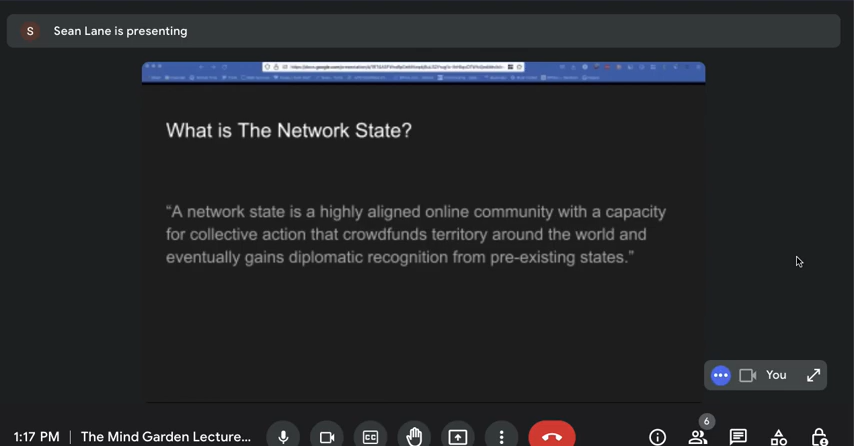 S
Sean Lane is presenting
What is The Network State?
“A network state is a highly aligned online community with a capacity
for collective action that crowdfunds territory around the world and
eventually gains diplomatic recognition from pre-existing states.”
You
6
1:17 PM | The Mind Garden Lecture...
CC